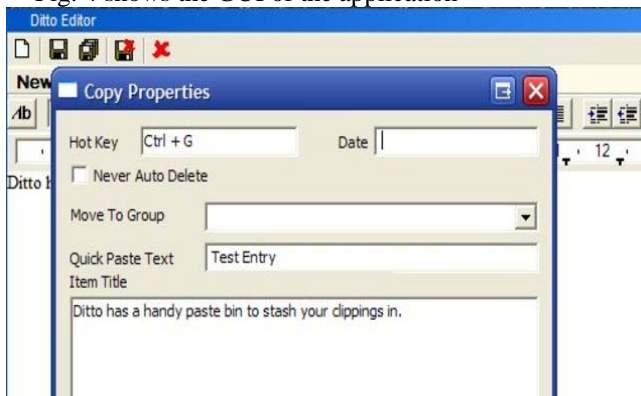 Fig. 4 shows the GUI of the application
Ditto Editor
New
Copy Properties
Ab
Hot Key Ctrl + G Date
12
Never Auto Delete
Ditto
Move To Group
Quick Paste Text Test Entry
Item Title
Ditto has a handy paste bin to stash your clippings in.